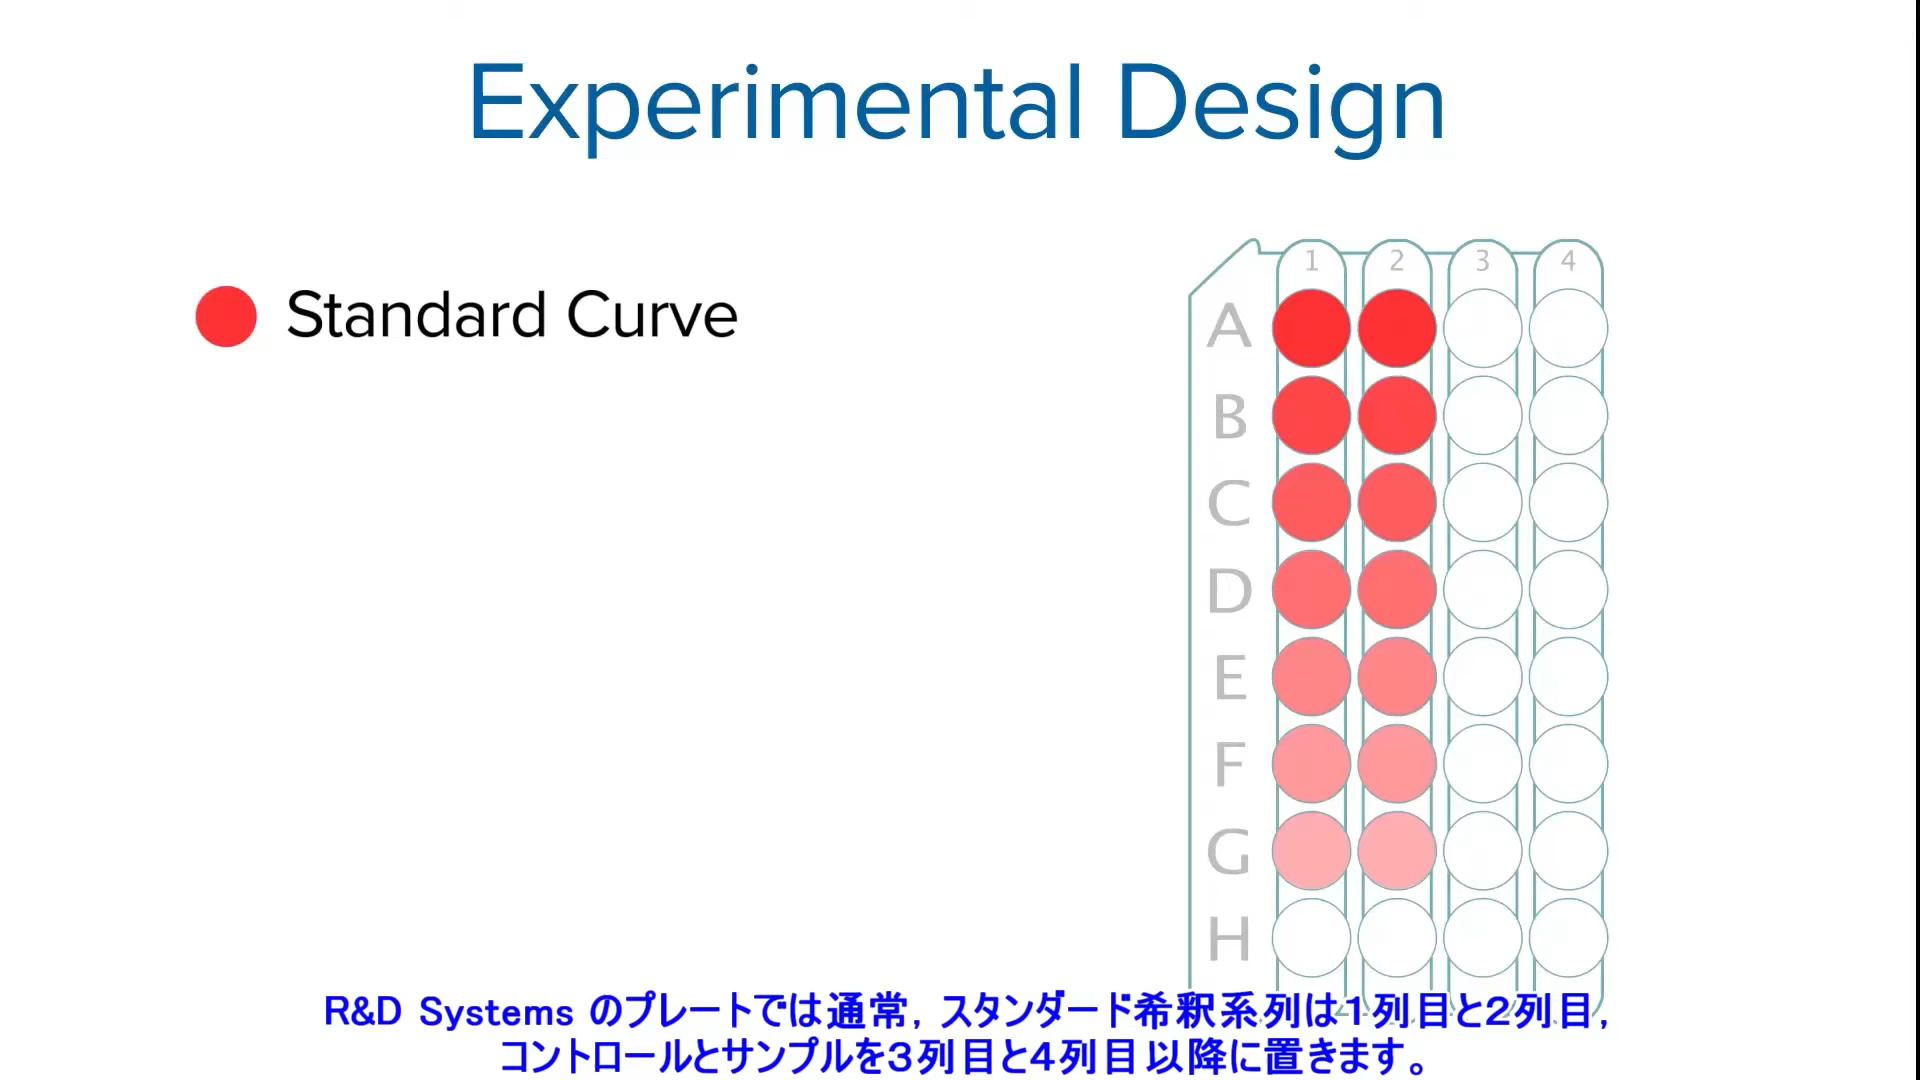 Experimental Design
Standard Curve
1 2 3 4
A
B
C
D
E
F
G
H
R&D Systems のプレートでは通常, スタンダード希釈系列は1列目と2列目,
コントロールとサンプルを3列目と4列目以降に置きます。